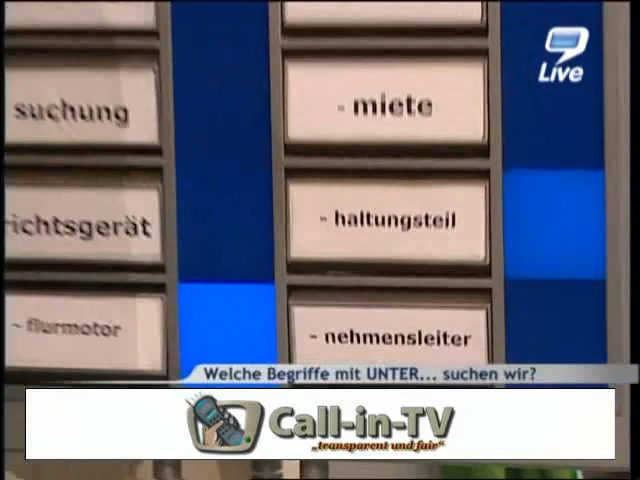 suchung
richtsgerät
~ flurmotor
- miete
- haltungsteil
- nehmensleiter
9
Live
Welche Begriffe mit UNTER... suchen wir?
Call-in-TV
„transparent und fair“